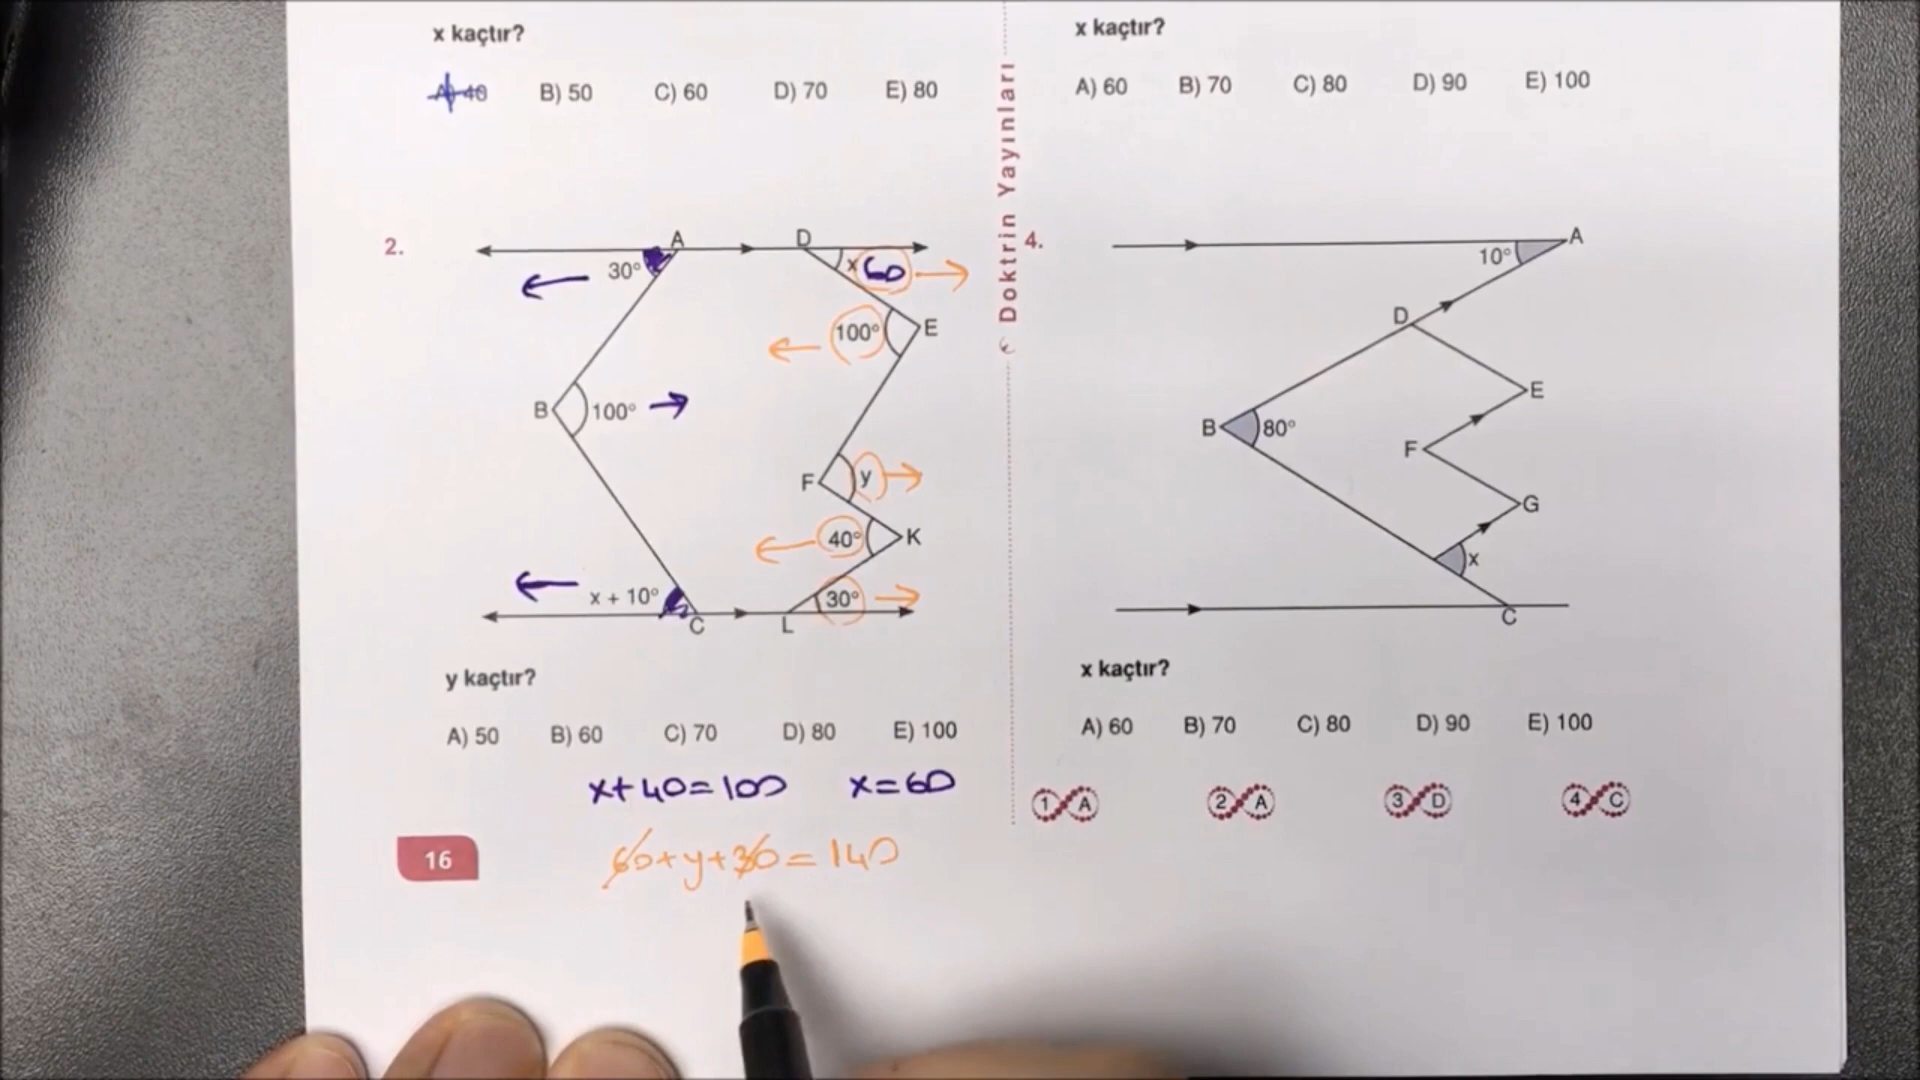 x kaçtır?
A) 40 B) 50 C) 60 D) 70 E) 80
2.
A D
30° x 60
100° E
B 100°
F y
40° K
x + 10° 30°
C L
y kaçtır?
A) 50 B) 60 C) 70 D) 80 E) 100
x+40=100 x=60
60+y+30=140
16
Doktrin Yayınları
x kaçtır?
A) 60 B) 70 C) 80 D) 90 E) 100
4.
A
10°
D
E
B 80°
F
G
x
C
x kaçtır?
A) 60 B) 70 C) 80 D) 90 E) 100
1 A 2 A 3 D 4 C